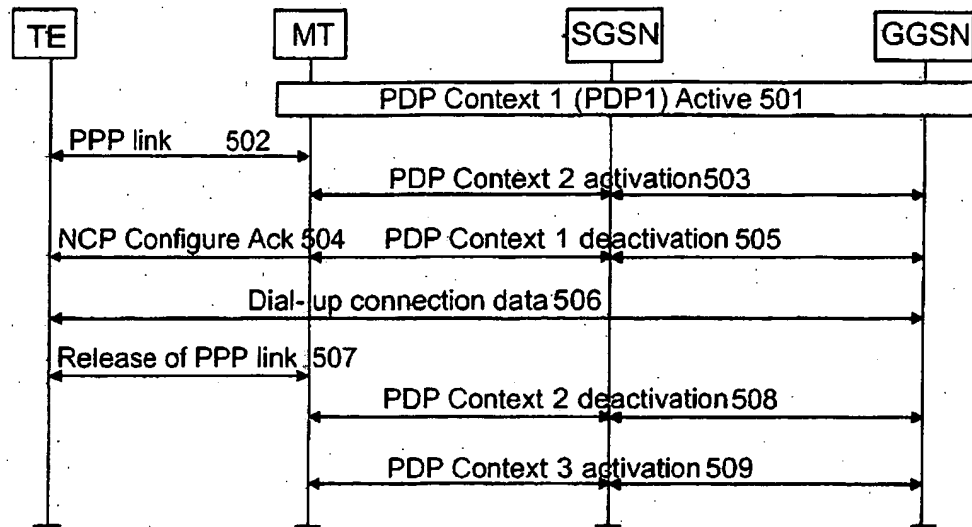 TE MT SGSN GGSN
PDP Context 1 (PDP1) Active 501
PPP link 502
PDP Context 2 activation 503
NCP Configure Ack 504 PDP Context 1 deactivation 505
Dial-up connection data 506
Release of PPP link 507
PDP Context 2 deactivation 508
PDP Context 3 activation 509